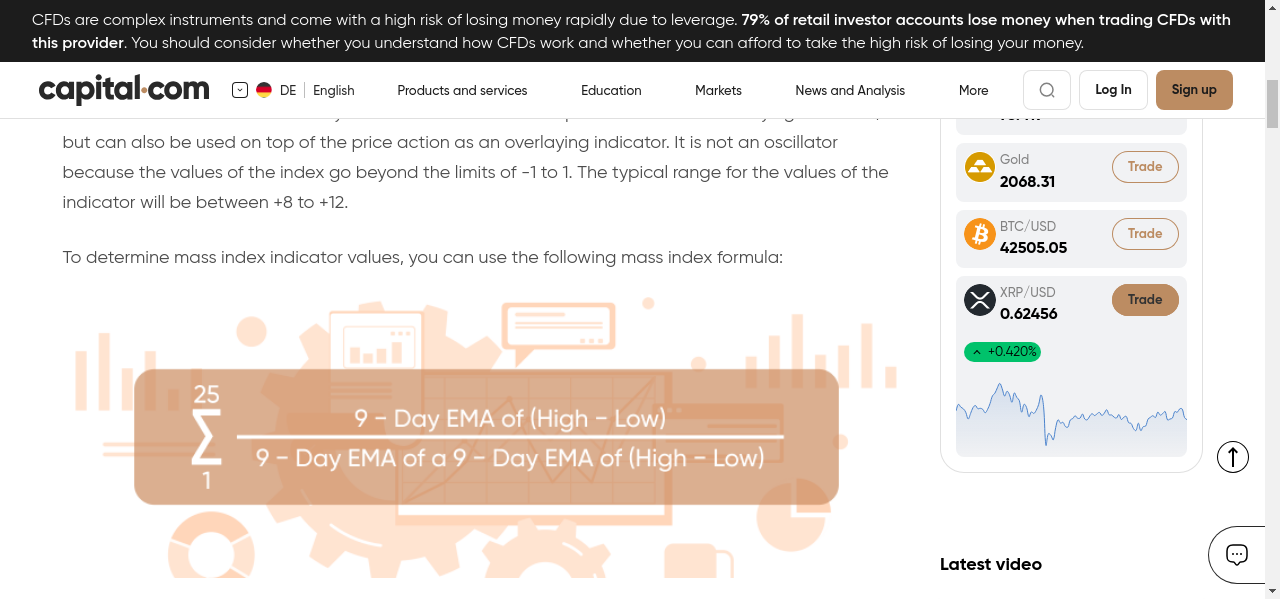 CFDs are complex instruments and come with a high risk of losing money rapidly due to leverage. 79% of retail investor accounts lose money when trading CFDs with
this provider. You should consider whether you understand how CFDs work and whether you can afford to take the high risk of losing your money.
capital.com
DE
English
Products and services
Education
Markets
News and Analysis
More
Log In
Sign up
but can also be used on top of the price action as an overlaying indicator. It is not an oscillator
because the values of the index go beyond the limits of -1 to 1. The typical range for the values of the
indicator will be between +8 to +12.
To determine mass index indicator values, you can use the following mass index formula:
25
∑
1
9 – Day EMA of (High – Low)
9 – Day EMA of a 9 – Day EMA of (High – Low)
Gold
2068.31
Trade
BTC/USD
42505.05
Trade
XRP/USD
0.62456
Trade
+0.420%
Latest video